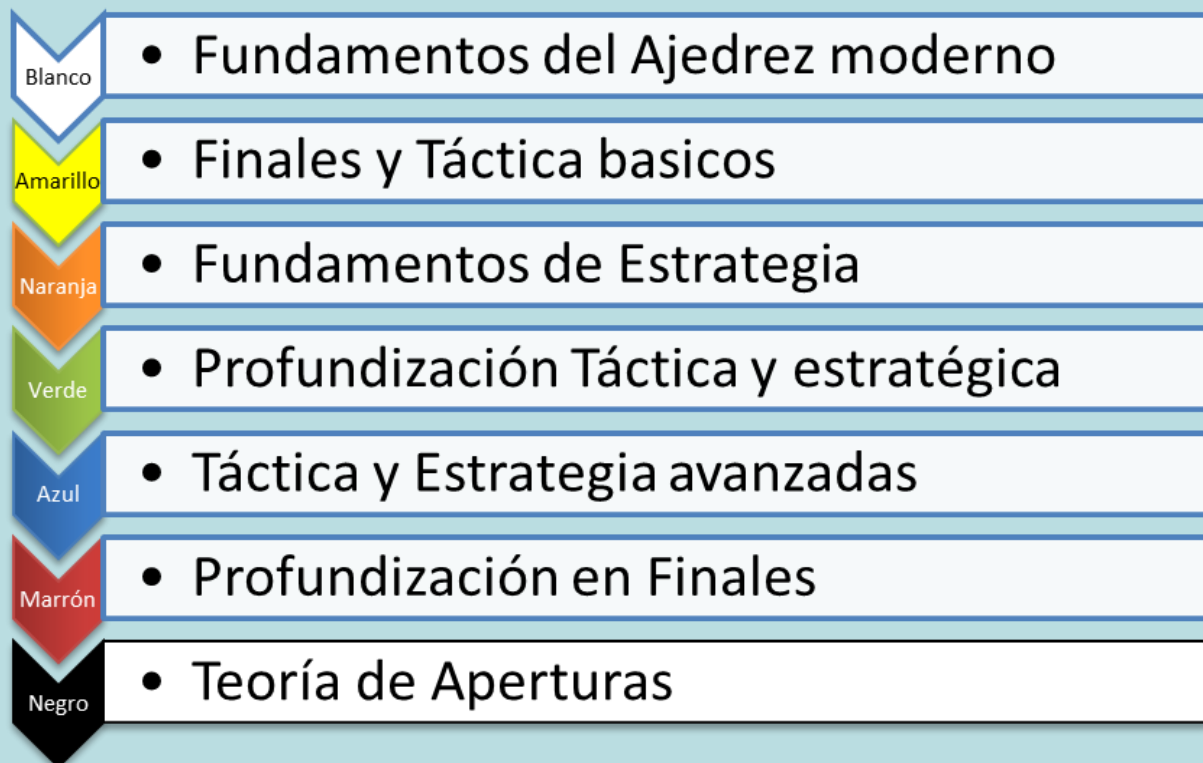 Blanco
• Fundamentos del Ajedrez moderno
Amarillo
• Finales y Táctica basicos
Naranja
• Fundamentos de Estrategia
Verde
• Profundización Táctica y estratégica
Azul
• Táctica y Estrategia avanzadas
Marrón
• Profundización en Finales
Negro
• Teoría de Aperturas